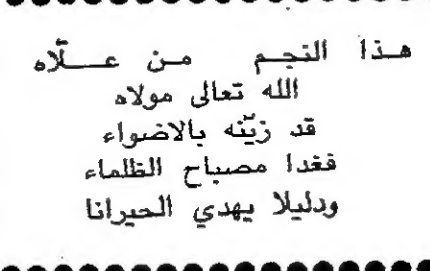 هذا النجم من علّاه
الله تعالى مولاه
قد زيّنه بالاضواء
فغدا مصباح الظلماء
ودليلا يهدي الحيرانا